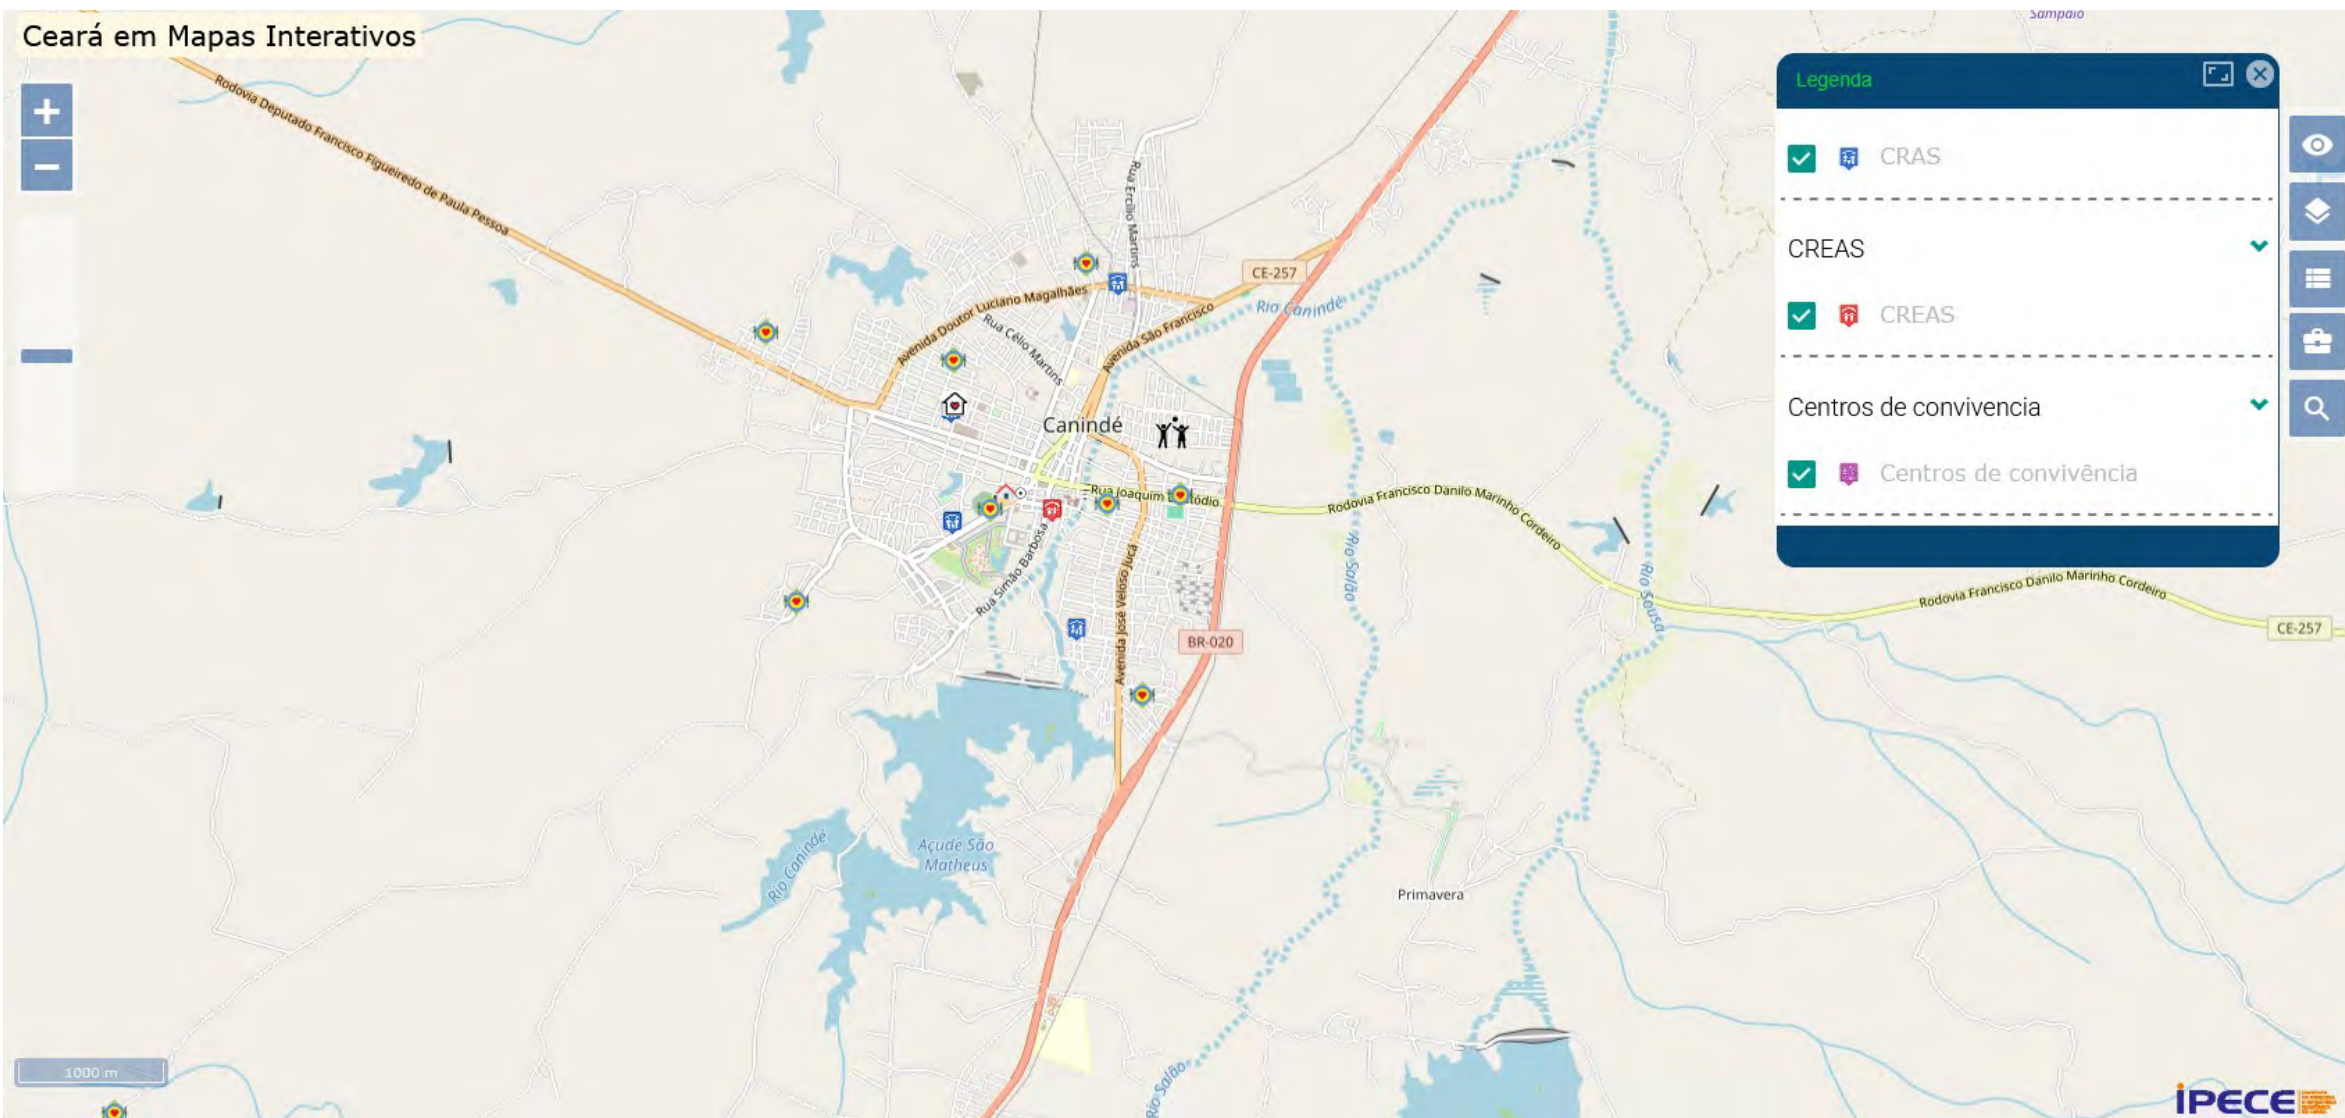 Ceará em Mapas Interativos
Sampaio
Legenda
CRAS
CREAS
CREAS
Centros de convivencia
Centros de convivência
Rodovia Deputado Francisco Figueiredo de Paula Pessoa
Rua Ercílio Martins
CE-257
Rio Canindé
Avenida Doutor Luciano Magalhães
Rua Célio Martins
Avenida São Francisco
Canindé
Rua Joaquim
Rodovia Francisco Danilo Marinho Cordeiro
Rua Simão Barbosa
Avenida José Veloso Jucá
Rio Salão
Rio Sousa
Rodovia Francisco Danilo Marinho Cordeiro
CE-257
BR-020
Açude São
Matheus
Rio Canindé
Primavera
Rio Salão
1000 m
+
−
IPECE